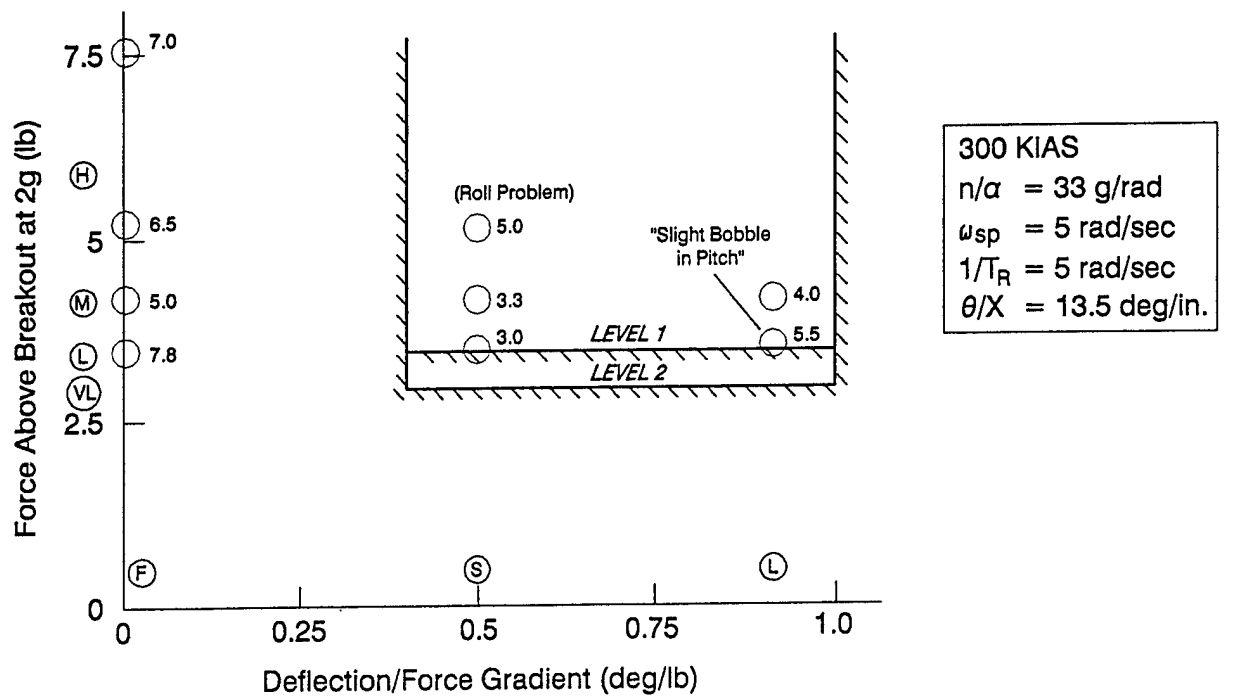 Force Above Breakout at 2g (lb)
7.5
7.0
H
6.5
5
M
5.0
L
7.8
VL
2.5
0
(Roll Problem)
5.0
3.3
3.0
"Slight Bobble
in Pitch"
4.0
5.5
LEVEL 1
LEVEL 2
F
S
L
0
0.25
0.5
0.75
1.0
Deflection/Force Gradient (deg/lb)
300 KIAS
n/α = 33 g/rad
ωsp = 5 rad/sec
1/TR = 5 rad/sec
θ/X = 13.5 deg/in.